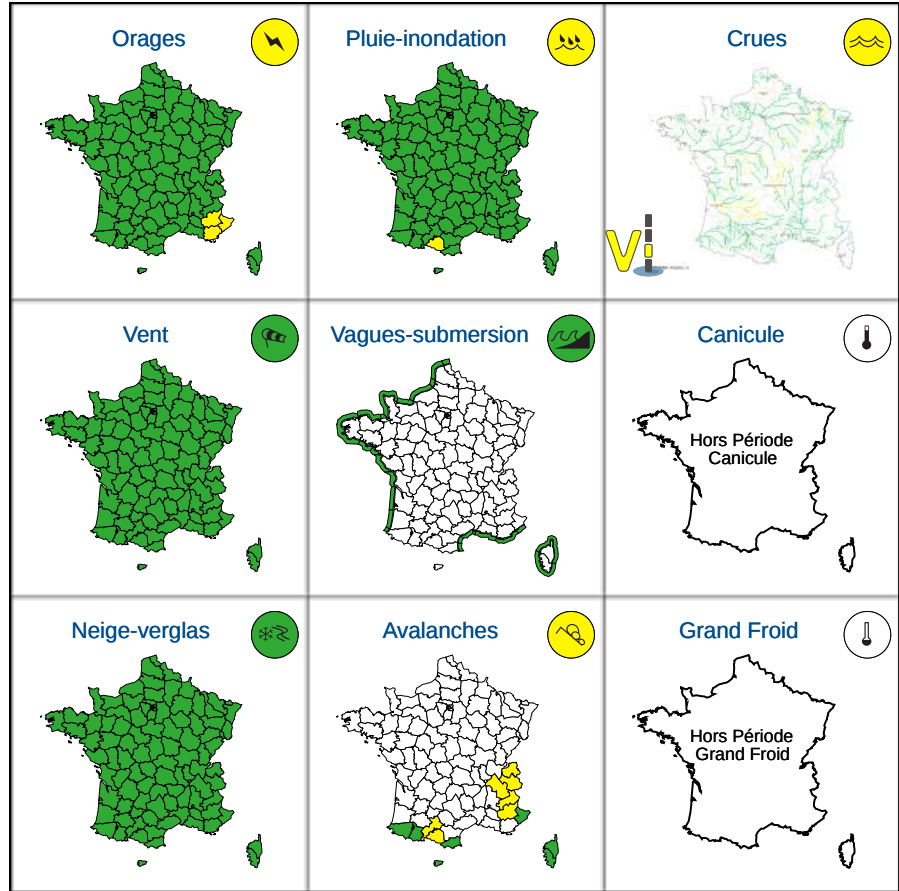 Orages
Pluie-inondation
Crues
Vi
Vent
Vagues-submersion
Canicule
Hors Période
Canicule
Neige-verglas
Avalanches
Grand Froid
Hors Période
Grand Froid